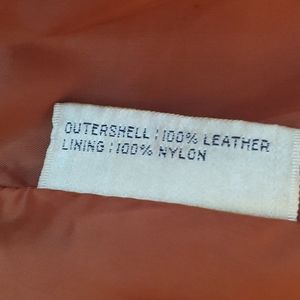 OUTERSHELL : 100% LEATHER
LINING : 100% NYLON